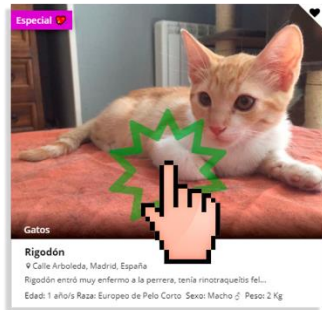 Especial
Gatos
Rigodón
Calle Arboleda, Madrid, España
Rigodón entró muy enfermo a la perrera, tenía rinotraqueítis fel...
Edad: 1 año/s Raza: Europeo de Pelo Corto Sexo: Macho ♂ Peso: 2 Kg